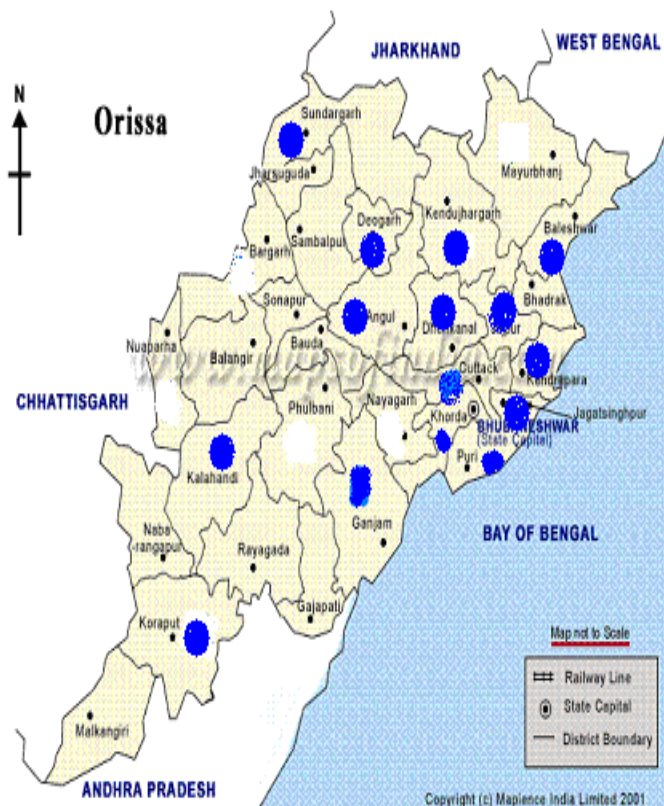 JHARKHAND
WEST BENGAL
N
Orissa
Sundargarh
Jharsuguda
Mayurbhanj
Deogarh
Kendujhargarh
Sambalpur
Baleshwar
Bargarh
Bhadrak
Sonapur
Angul
Nuaparha
Bauda
Balangir
www.mapsofindia
Cuttack
Kendrapara
CHHATTISGARH
Phulbani
Nayagarh
Khorda
Jagatsinghpur
(State Capital)
Kalahandi
Puri
Ganjam
BAY OF BENGAL
Naba
-rangapur
Rayagada
Gajapati
Koraput
Map not to Scale
Railway Line
State Capital
District Boundary
Malkangiri
ANDHRA PRADESH
Copyright (c) Mapience India Limited 2001